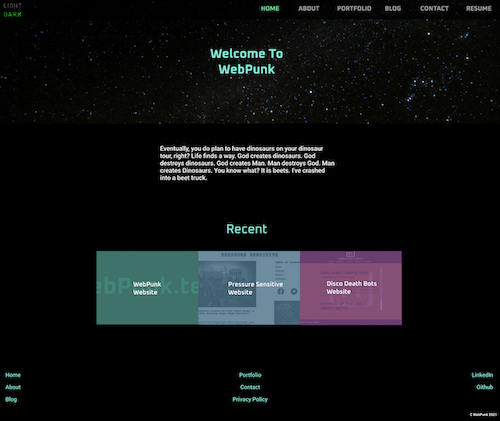 LIGHT
DARK
HOME ABOUT PORTFOLIO BLOG CONTACT RESUME
Welcome To
WebPunk
Eventually, you do plan to have dinosaurs on your dinosaur
tour, right? Life finds a way. God creates dinosaurs. God
destroys dinosaurs. God creates Man. Man destroys God. Man
creates Dinosaurs. You know what? It is beets. I've crashed
into a beet truck.
Recent
WebPunk
Website
Pressure Sensitive
Website
Disco Death Bots
Website
Home
About
Blog
Portfolio
Contact
Privacy Policy
LinkedIn
Github
© WebPunk 2021